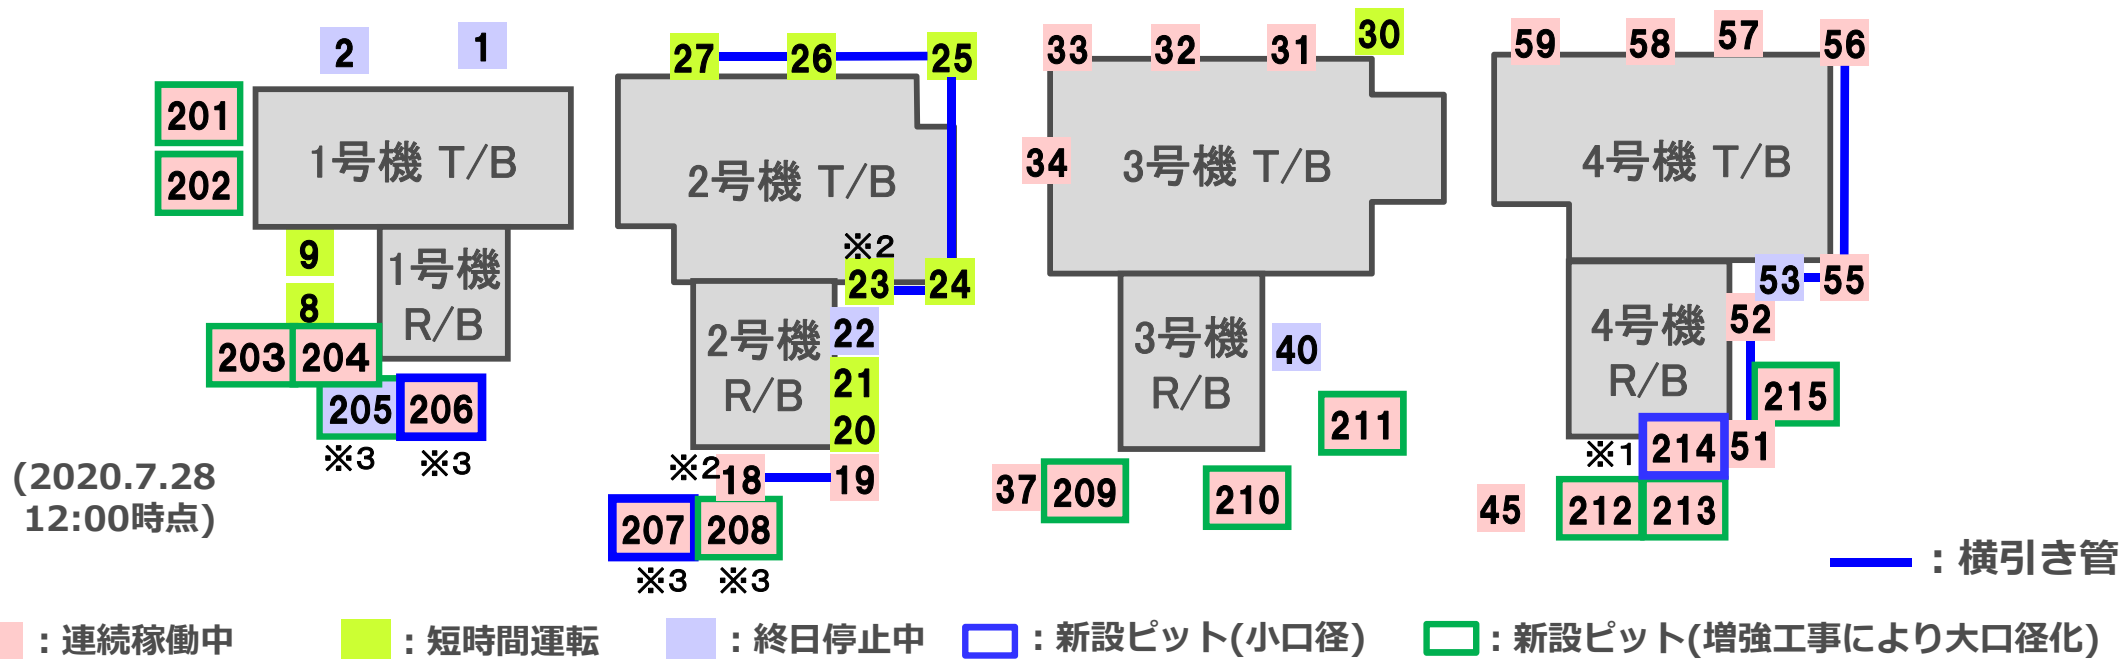 2
1
201
202
1号機 T/B
9
8
1号機
R/B
203
204
205
206
※3
※3
(2020.7.28
12:00時点)
27
26
25
2号機 T/B
※2
23
24
2号機
R/B
22
21
20
※2
18
19
207
208
※3
※3
33
32
31
30
34
3号機 T/B
3号機
R/B
40
211
37
209
210
59
58
57
56
4号機 T/B
53
55
4号機
R/B
52
215
※1
214
51
45
212
213
：横引き管
：連続稼働中
：短時間運転
：終日停止中
：新設ピット(小口径)
：新設ピット(増強工事により大口径化)